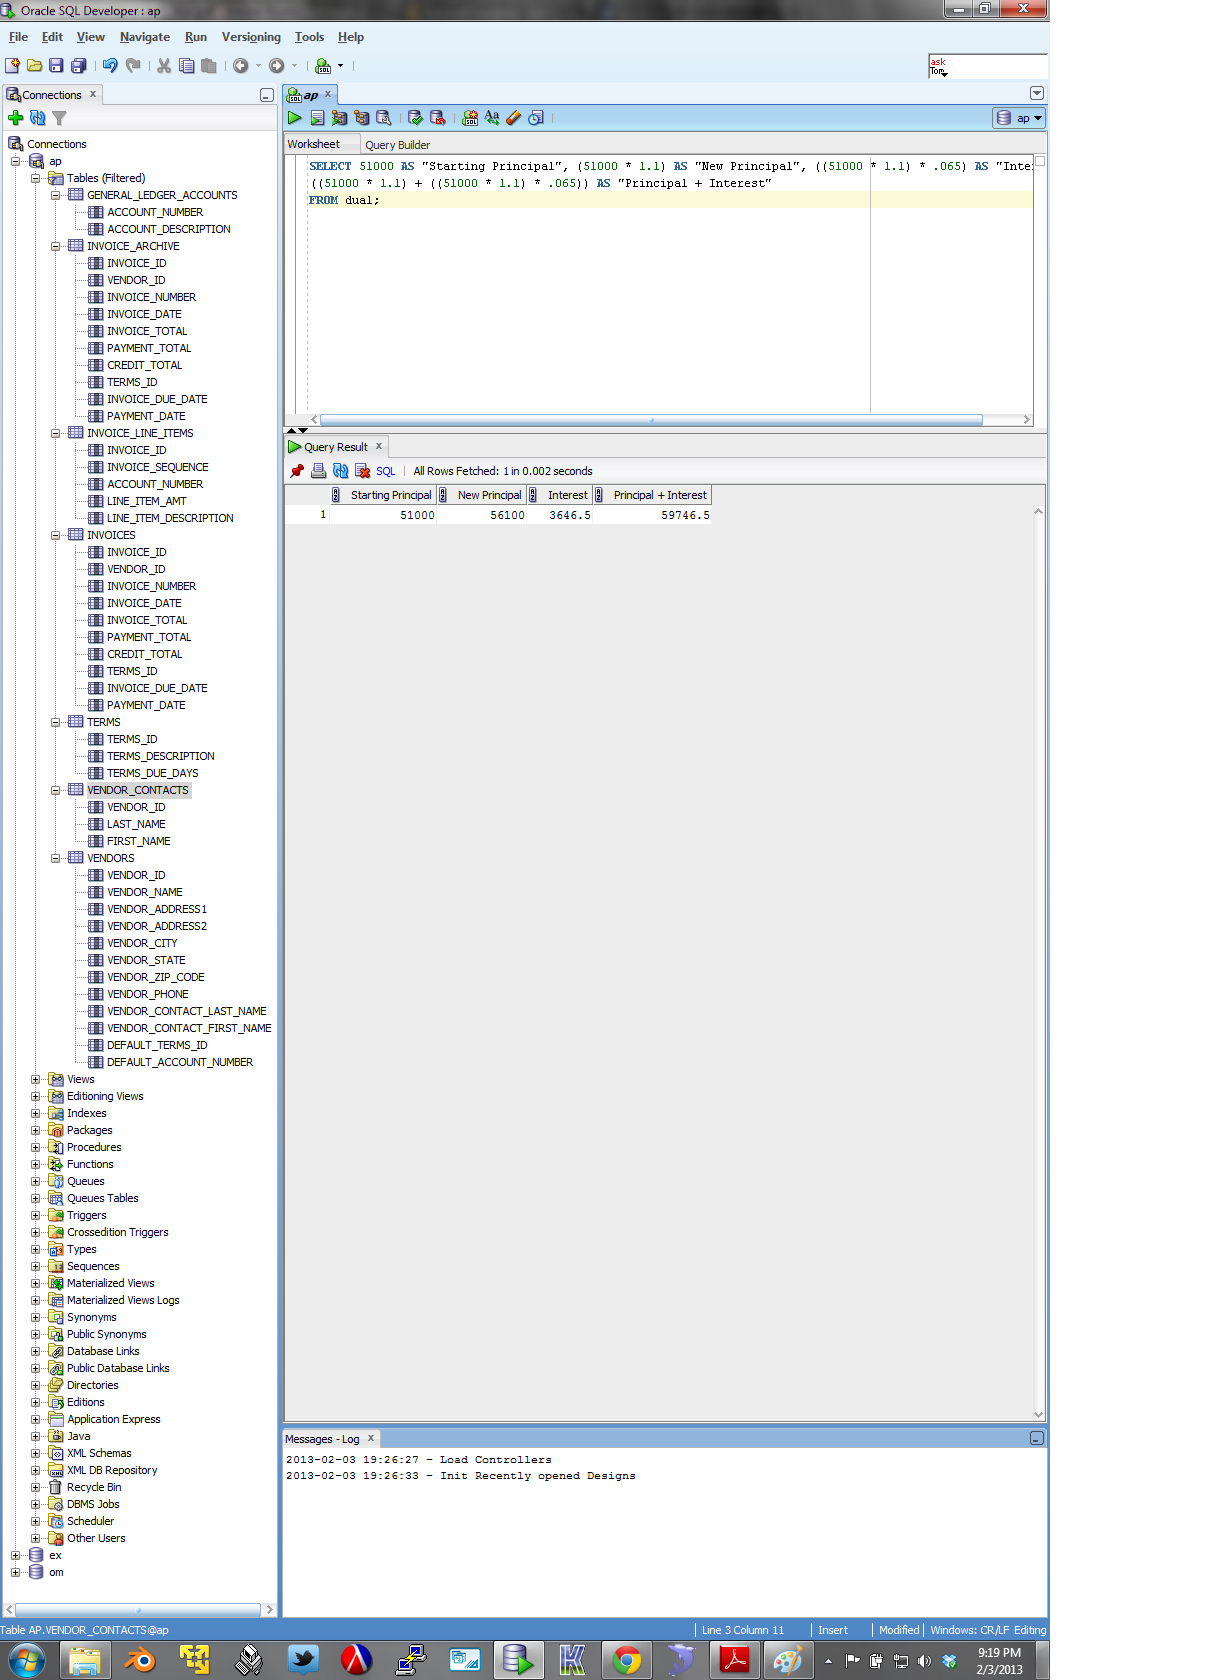 Oracle SQL Developer : ap
File Edit View Navigate Run Versioning Tools Help
ask
Tom
Connections
ap
ap
Worksheet Query Builder
SELECT 51000 AS "Starting Principal", (51000 * 1.1) AS "New Principal", ((51000 * 1.1) * .065) AS "Inte
((51000 * 1.1) + ((51000 * 1.1) * .065)) AS "Principal + Interest"
FROM dual;
Query Result
SQL All Rows Fetched: 1 in 0.002 seconds
Starting Principal New Principal Interest Principal + Interest
1 51000 56100 3646.5 59746.5
Messages - Log
2013-02-03 19:26:27 - Load Controllers
2013-02-03 19:26:33 - Init Recently opened Designs
Connections
ap
Tables (Filtered)
GENERAL_LEDGER_ACCOUNTS
ACCOUNT_NUMBER
ACCOUNT_DESCRIPTION
INVOICE_ARCHIVE
INVOICE_ID
VENDOR_ID
INVOICE_NUMBER
INVOICE_DATE
INVOICE_TOTAL
PAYMENT_TOTAL
CREDIT_TOTAL
TERMS_ID
INVOICE_DUE_DATE
PAYMENT_DATE
INVOICE_LINE_ITEMS
INVOICE_ID
INVOICE_SEQUENCE
ACCOUNT_NUMBER
LINE_ITEM_AMT
LINE_ITEM_DESCRIPTION
INVOICES
INVOICE_ID
VENDOR_ID
INVOICE_NUMBER
INVOICE_DATE
INVOICE_TOTAL
PAYMENT_TOTAL
CREDIT_TOTAL
TERMS_ID
INVOICE_DUE_DATE
PAYMENT_DATE
TERMS
TERMS_ID
TERMS_DESCRIPTION
TERMS_DUE_DAYS
VENDOR_CONTACTS
VENDOR_ID
LAST_NAME
FIRST_NAME
VENDORS
VENDOR_ID
VENDOR_NAME
VENDOR_ADDRESS1
VENDOR_ADDRESS2
VENDOR_CITY
VENDOR_STATE
VENDOR_ZIP_CODE
VENDOR_PHONE
VENDOR_CONTACT_LAST_NAME
VENDOR_CONTACT_FIRST_NAME
DEFAULT_TERMS_ID
DEFAULT_ACCOUNT_NUMBER
Views
Editioning Views
Indexes
Packages
Procedures
Functions
Queues
Queues Tables
Triggers
Crossedition Triggers
Types
Sequences
Materialized Views
Materialized Views Logs
Synonyms
Public Synonyms
Database Links
Public Database Links
Directories
Editions
Application Express
Java
XML Schemas
XML DB Repository
Recycle Bin
DBMS Jobs
Scheduler
Other Users
ex
om
Table AP.VENDOR_CONTACTS@ap Line 3 Column 11 Insert Modified Windows: CR/LF Editing
9:19 PM
2/3/2013